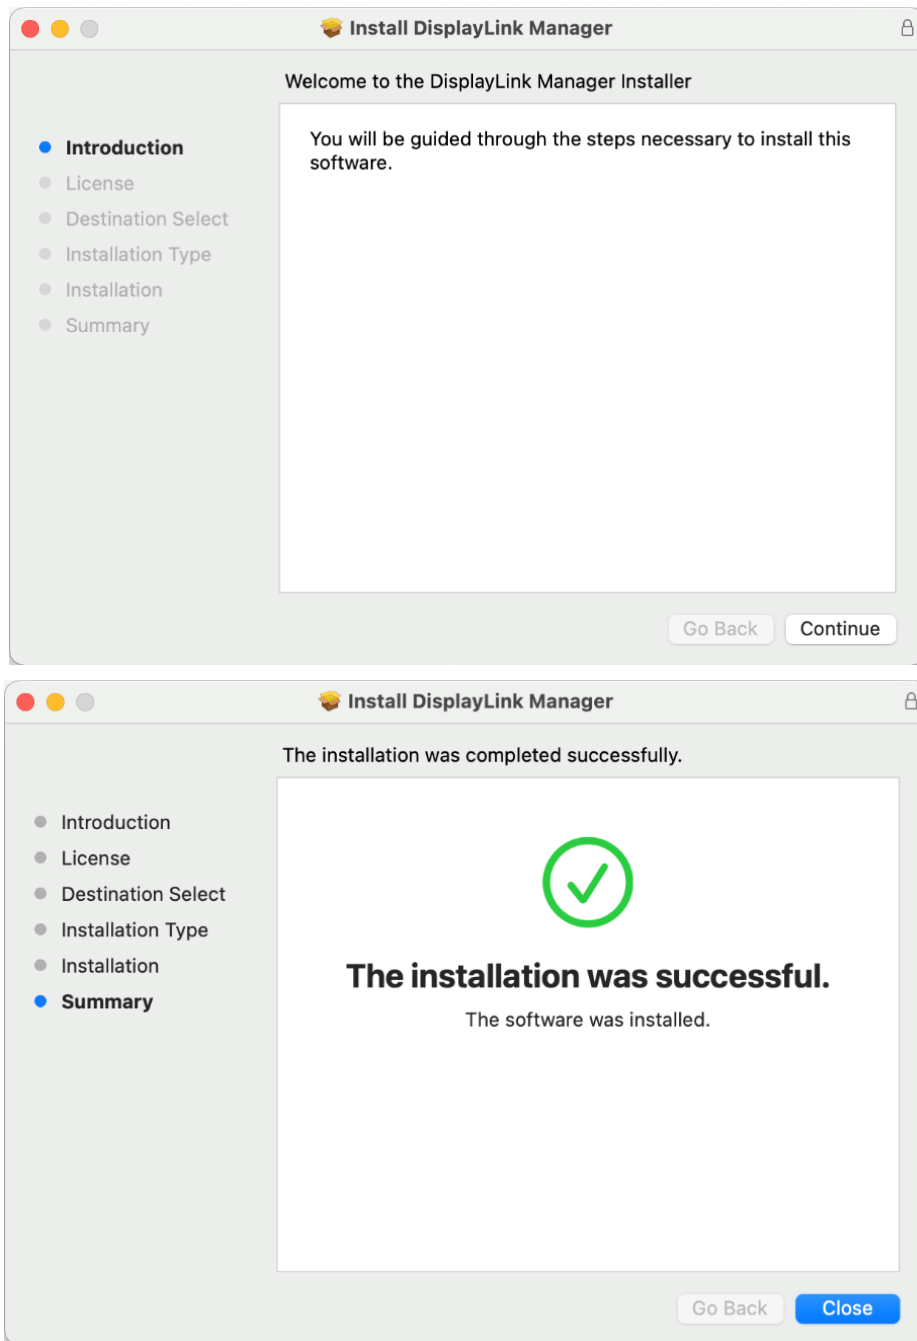 Install DisplayLink Manager
Welcome to the DisplayLink Manager Installer
Introduction
License
Destination Select
Installation Type
Installation
Summary
You will be guided through the steps necessary to install this
software.
Go Back
Continue
Install DisplayLink Manager
The installation was completed successfully.
Introduction
License
Destination Select
Installation Type
Installation
Summary
The installation was successful.
The software was installed.
Go Back
Close